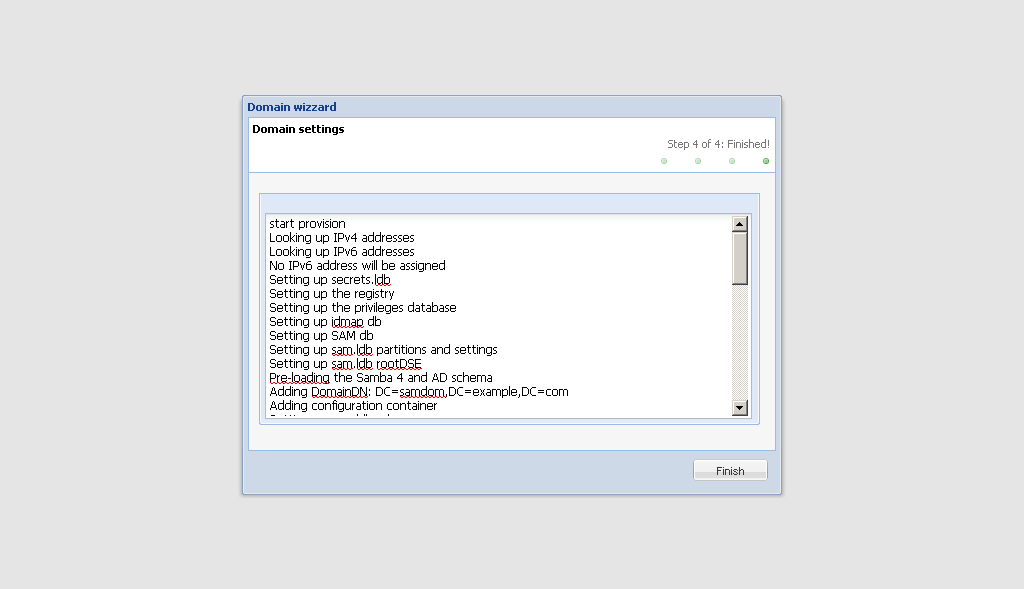 Domain wizzard
Domain settings
Step 4 of 4: Finished!
start provision
Looking up IPv4 addresses
Looking up IPv6 addresses
No IPv6 address will be assigned
Setting up secrets.ldb
Setting up the registry
Setting up the privileges database
Setting up idmap db
Setting up SAM db
Setting up sam.ldb partitions and settings
Setting up sam.ldb rootDSE
Pre-loading the Samba 4 and AD schema
Adding DomainDN: DC=samdom,DC=example,DC=com
Adding configuration container
Finish